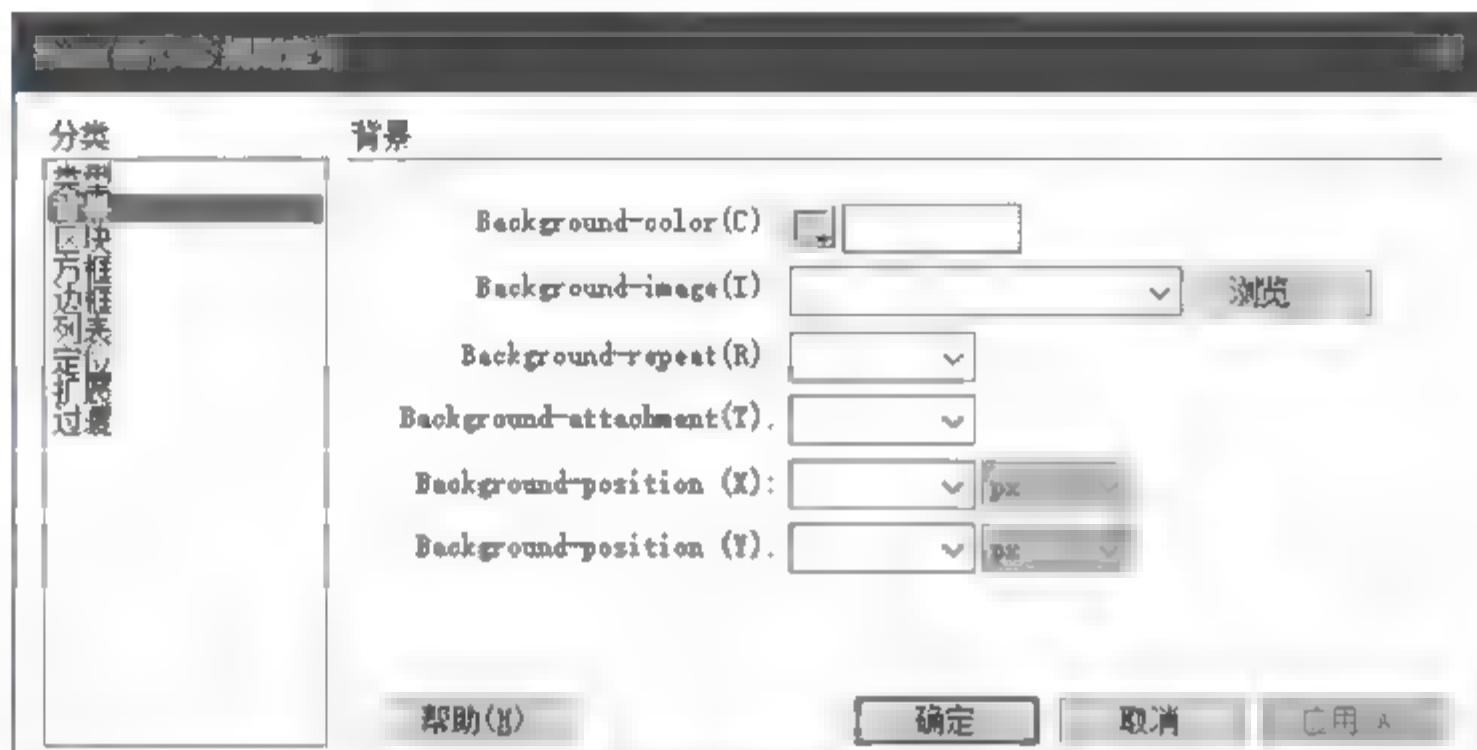 分类
类型
背景
区块
方框
边框
列表
定位
扩展
过渡
背景
Background-color(C)
Background-image(I)
浏览
Background-repeat(R)
Background-attachment(T).
Background-position (X):
px
Background-position (Y).
px
帮助(H)
确定
取消
应用 A